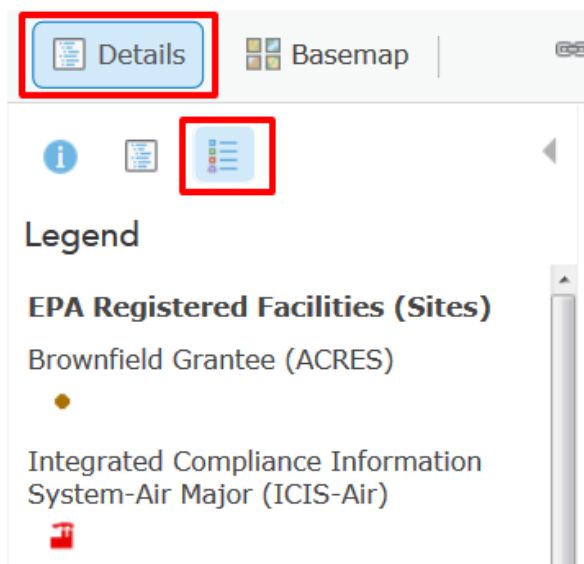 Details Basemap
Legend
EPA Registered Facilities (Sites)
Brownfield Grantee (ACRES)
Integrated Compliance Information
System-Air Major (ICIS-Air)